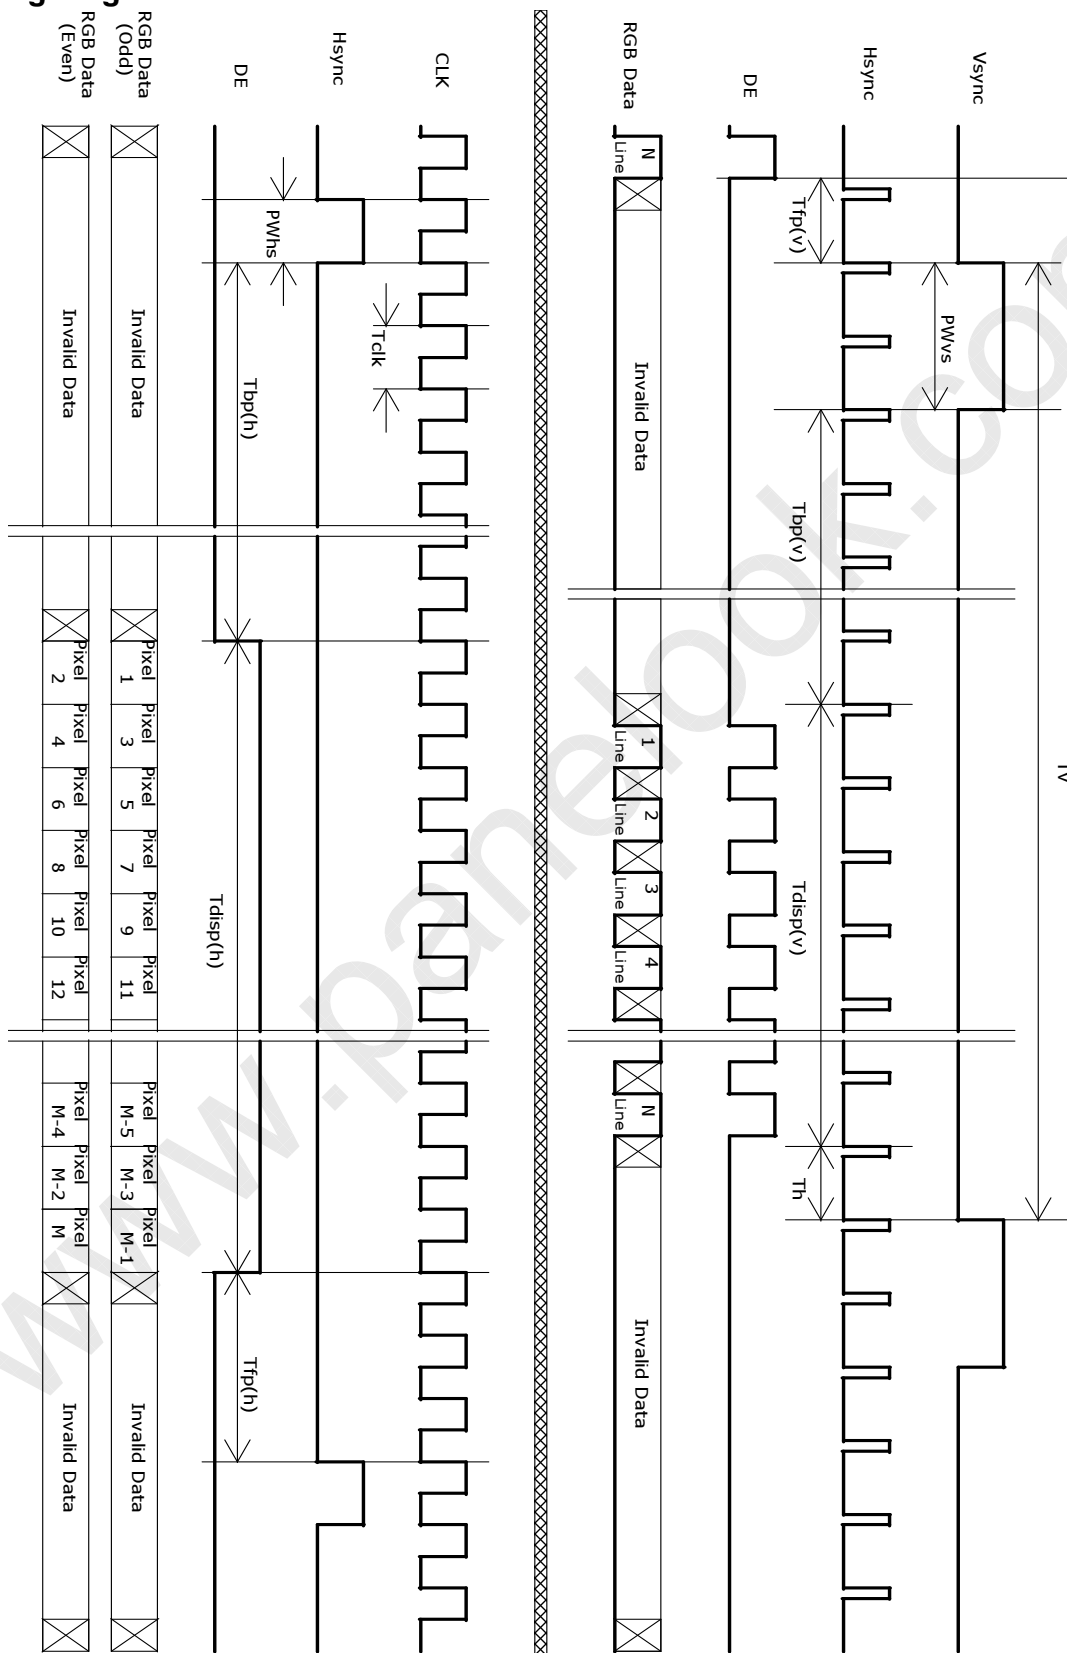 Vsync
Tv
PWvs
Hsync
Tfp(v)
Tbp(v)
Tdisp(v)
Th
DE
RGB Data
Line N
Invalid Data
Line 1
Line 2
Line 3
Line 4
Line N
Invalid Data
CLK
Tclk
Hsync
PWhs
DE
Tbp(h)
Tdisp(h)
Tfp(h)
RGB Data
(Odd)
Invalid Data
Pixel 1
Pixel 3
Pixel 5
Pixel 7
Pixel 9
Pixel 11
Pixel M-5
Pixel M-3
Pixel M-1
Invalid Data
RGB Data
(Even)
Invalid Data
Pixel 2
Pixel 4
Pixel 6
Pixel 8
Pixel 10
Pixel 12
Pixel M-4
Pixel M-2
Pixel M
Invalid Data
www.panelook.com